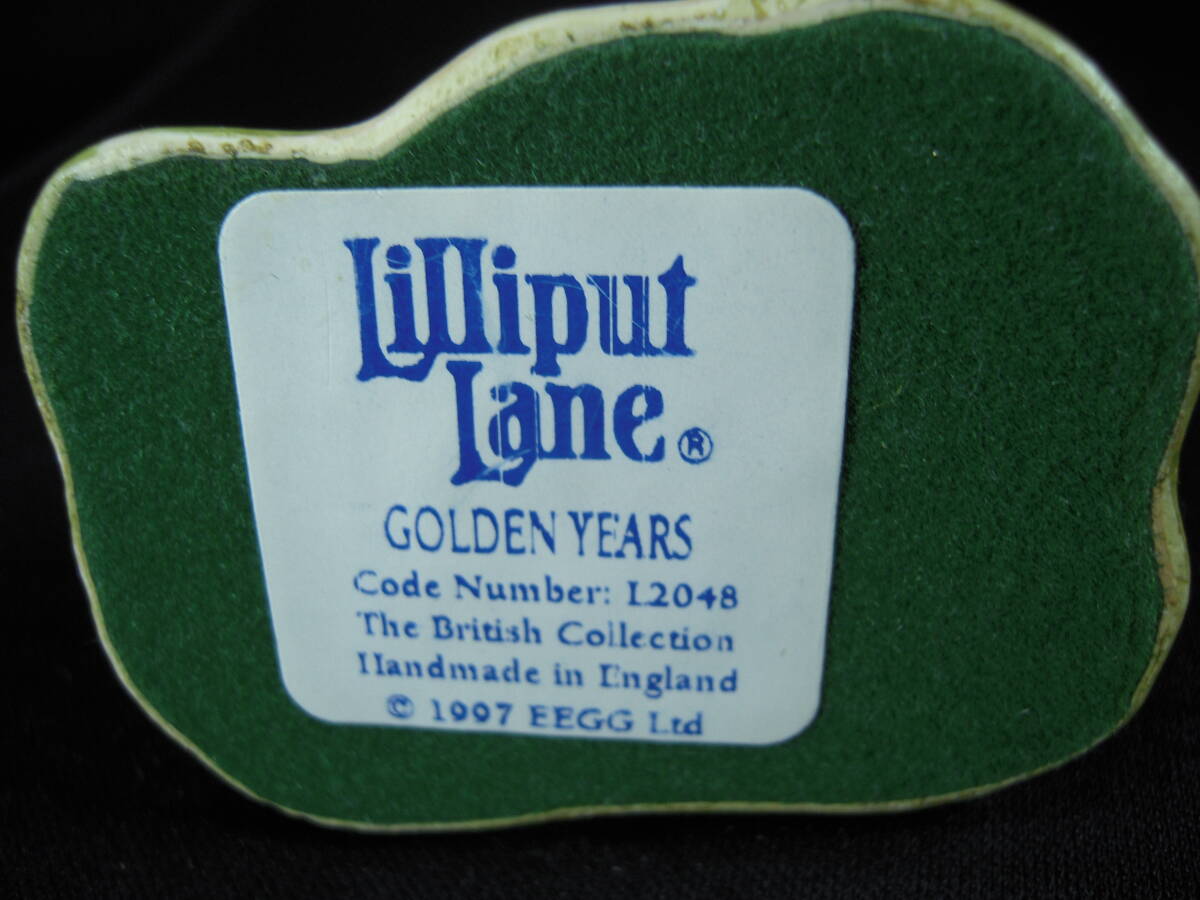 Lilliput
Lane®
GOLDEN YEARS
Code Number: L2048
The British Collection
Handmade in England
© 1997 EEGG Ltd